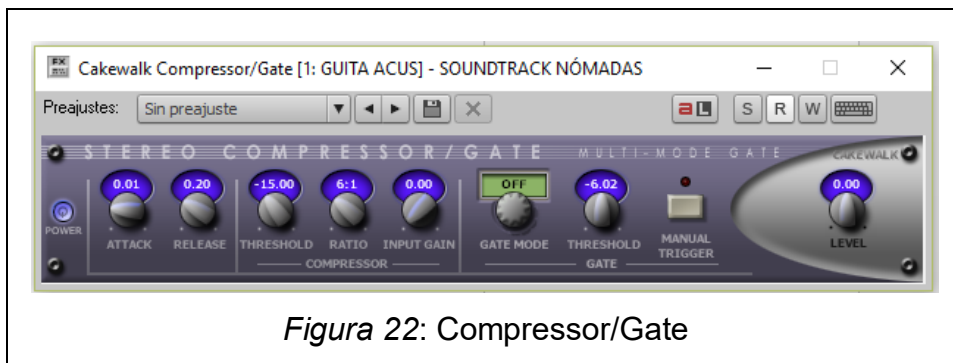 FX
Cakewalk Compressor/Gate [1: GUITA ACUS] - SOUNDTRACK NÓMADAS
Preajustes: Sin preajuste S R W
STEREO COMPRESSOR/GATE MULTI-MODE GATE CAKEWALK
0.01 0.20 -15.00 6:1 0.00 OFF -6.02 0.00
POWER ATTACK RELEASE THRESHOLD RATIO INPUT GAIN GATE MODE THRESHOLD MANUAL TRIGGER LEVEL
COMPRESSOR GATE
Figura 22: Compressor/Gate